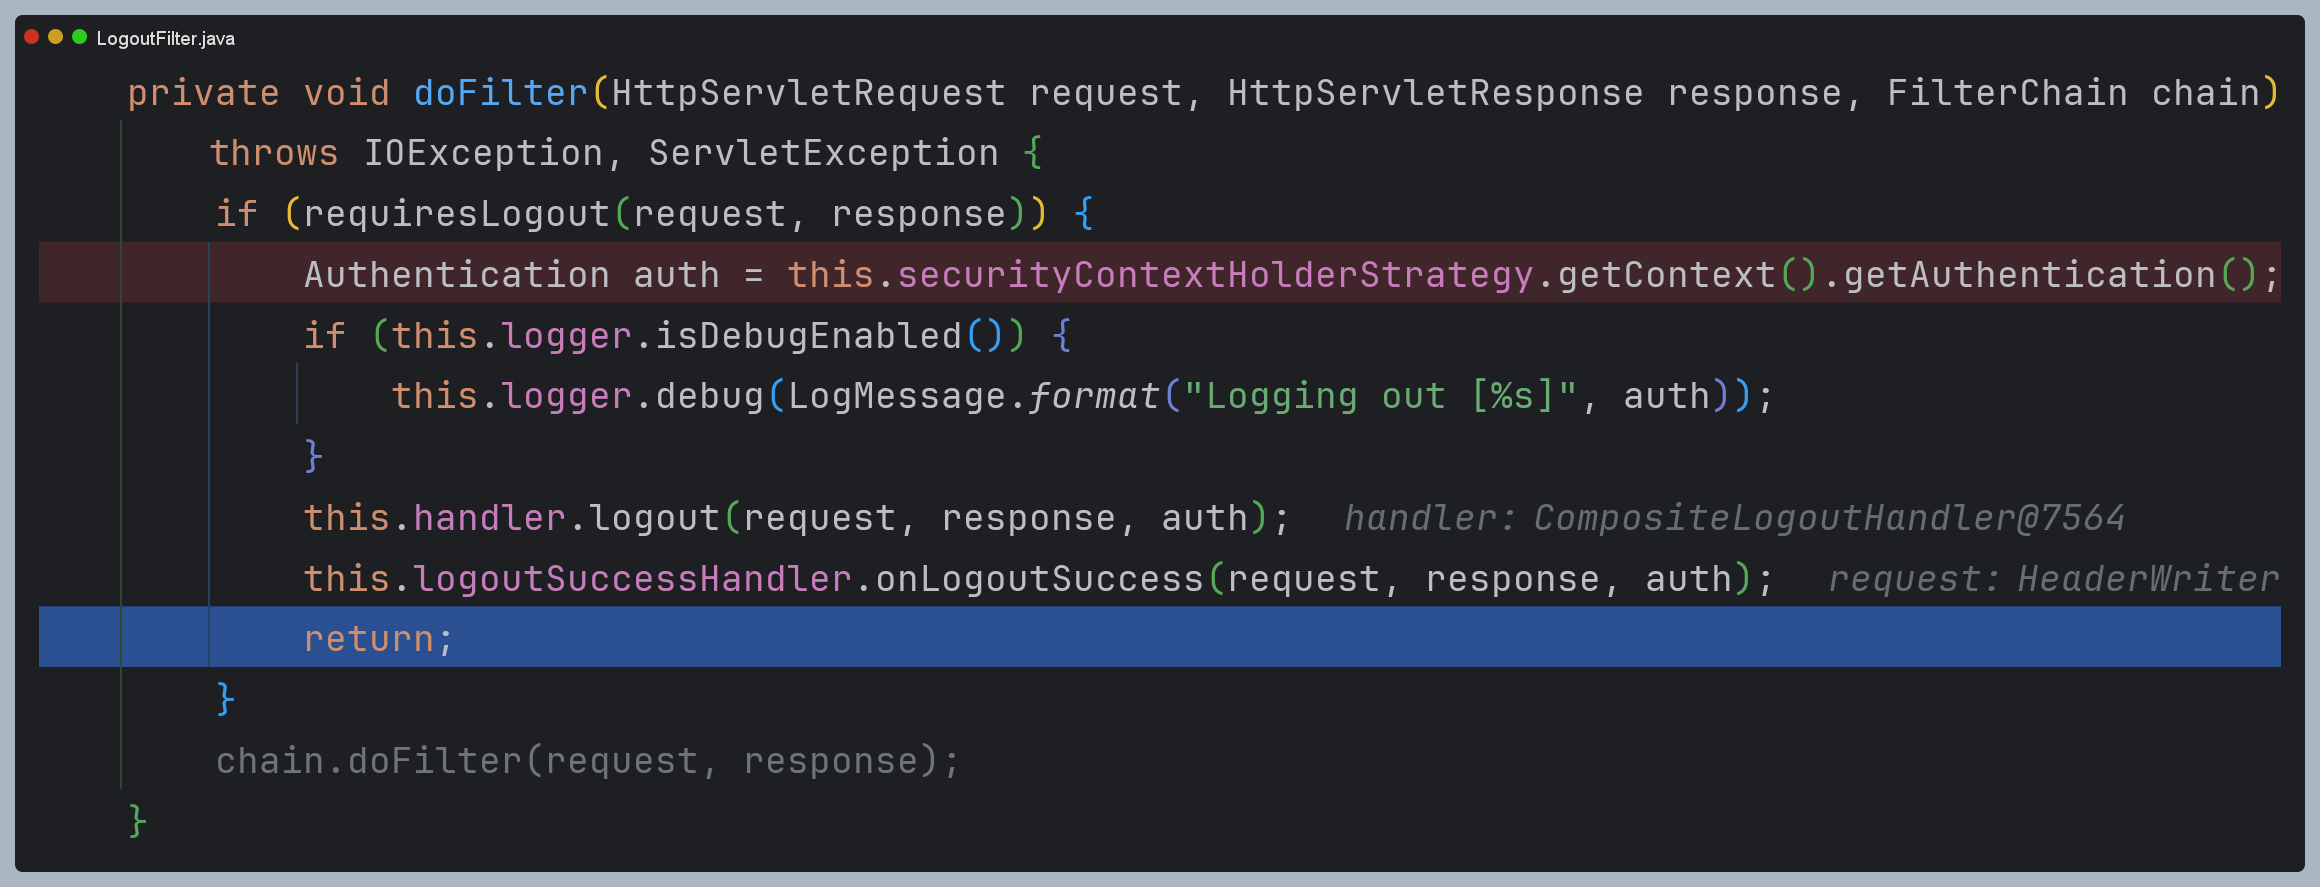 LogoutFilter.java
private void doFilter(HttpServletRequest request, HttpServletResponse response, FilterChain chain)
throws IOException, ServletException {
if (requiresLogout(request, response)) {
Authentication auth = this.securityContextHolderStrategy.getContext().getAuthentication();
if (this.logger.isDebugEnabled()) {
this.logger.debug(LogMessage.format("Logging out [%s]", auth));
}
this.handler.logout(request, response, auth); handler: CompositeLogoutHandler@7564
this.logoutSuccessHandler.onLogoutSuccess(request, response, auth); request: HeaderWriter
return;
}
chain.doFilter(request, response);
}